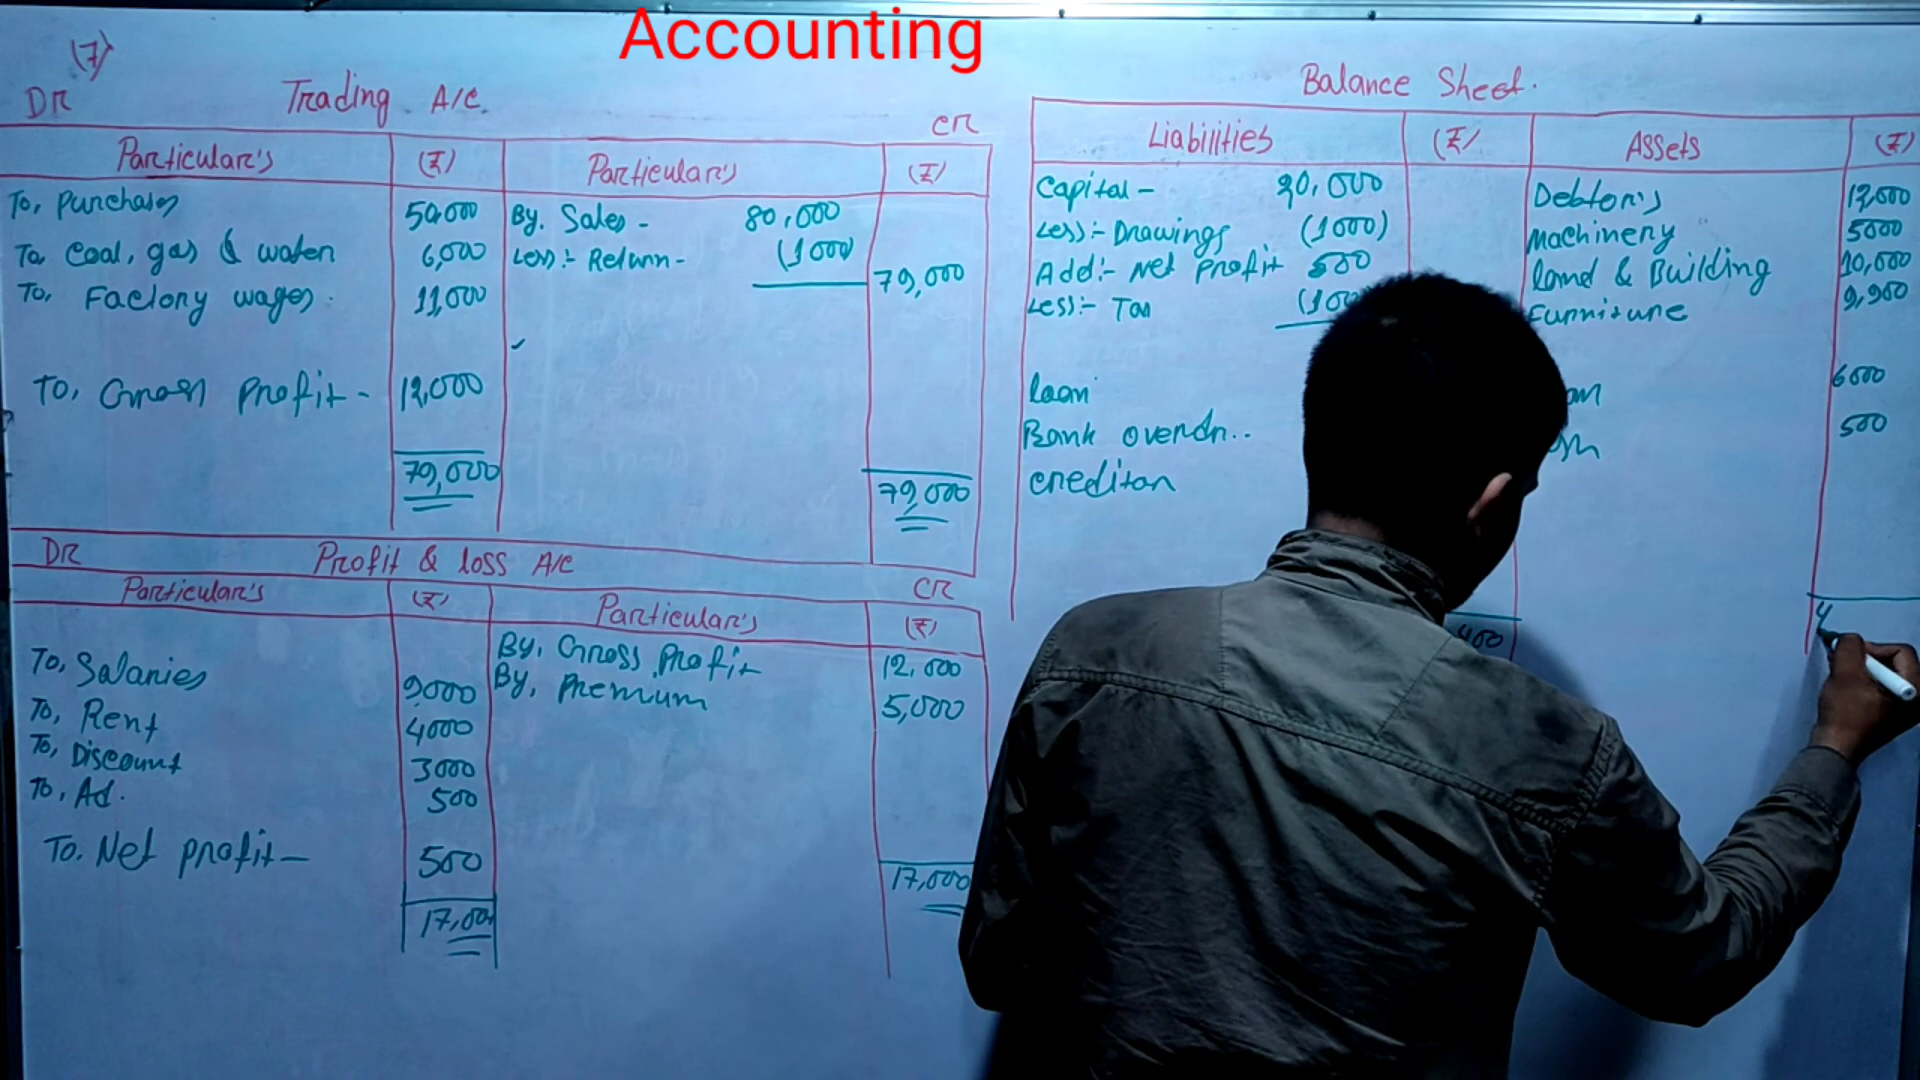 Accounting
(7)
DR Trading A/C. CR
Particular's (₹) Particular's (₹)
To, Purchases 50,000 By. Sales - 80,000
To, Coal, gas & water 6,000 Less:- Return - (1000) 79,000
To, Factory wages. 11,000
To, Gross Profit - 12,000
79,000 79,000
DR Profit & loss A/C CR
Particular's (₹) Particular's (₹)
To, Salaries 9000 By, Gross Profit 12,000
To, Rent 4000 By, Premium 5,000
To, Discount 3000
To, Ad. 500
To. Net profit - 500
17,000 17,000
Balance Sheet.
Liabilities (₹) Assets (₹)
Capital - 20,000 Debtor's 12,000
Less:- Drawings (1000) Machinery 5000
Add:- Net Profit 500 land & Building 10,000
Less:- Tax (100 Furniture 9,900
loan 6000
Bank overdr.. 500
creditor
400 4